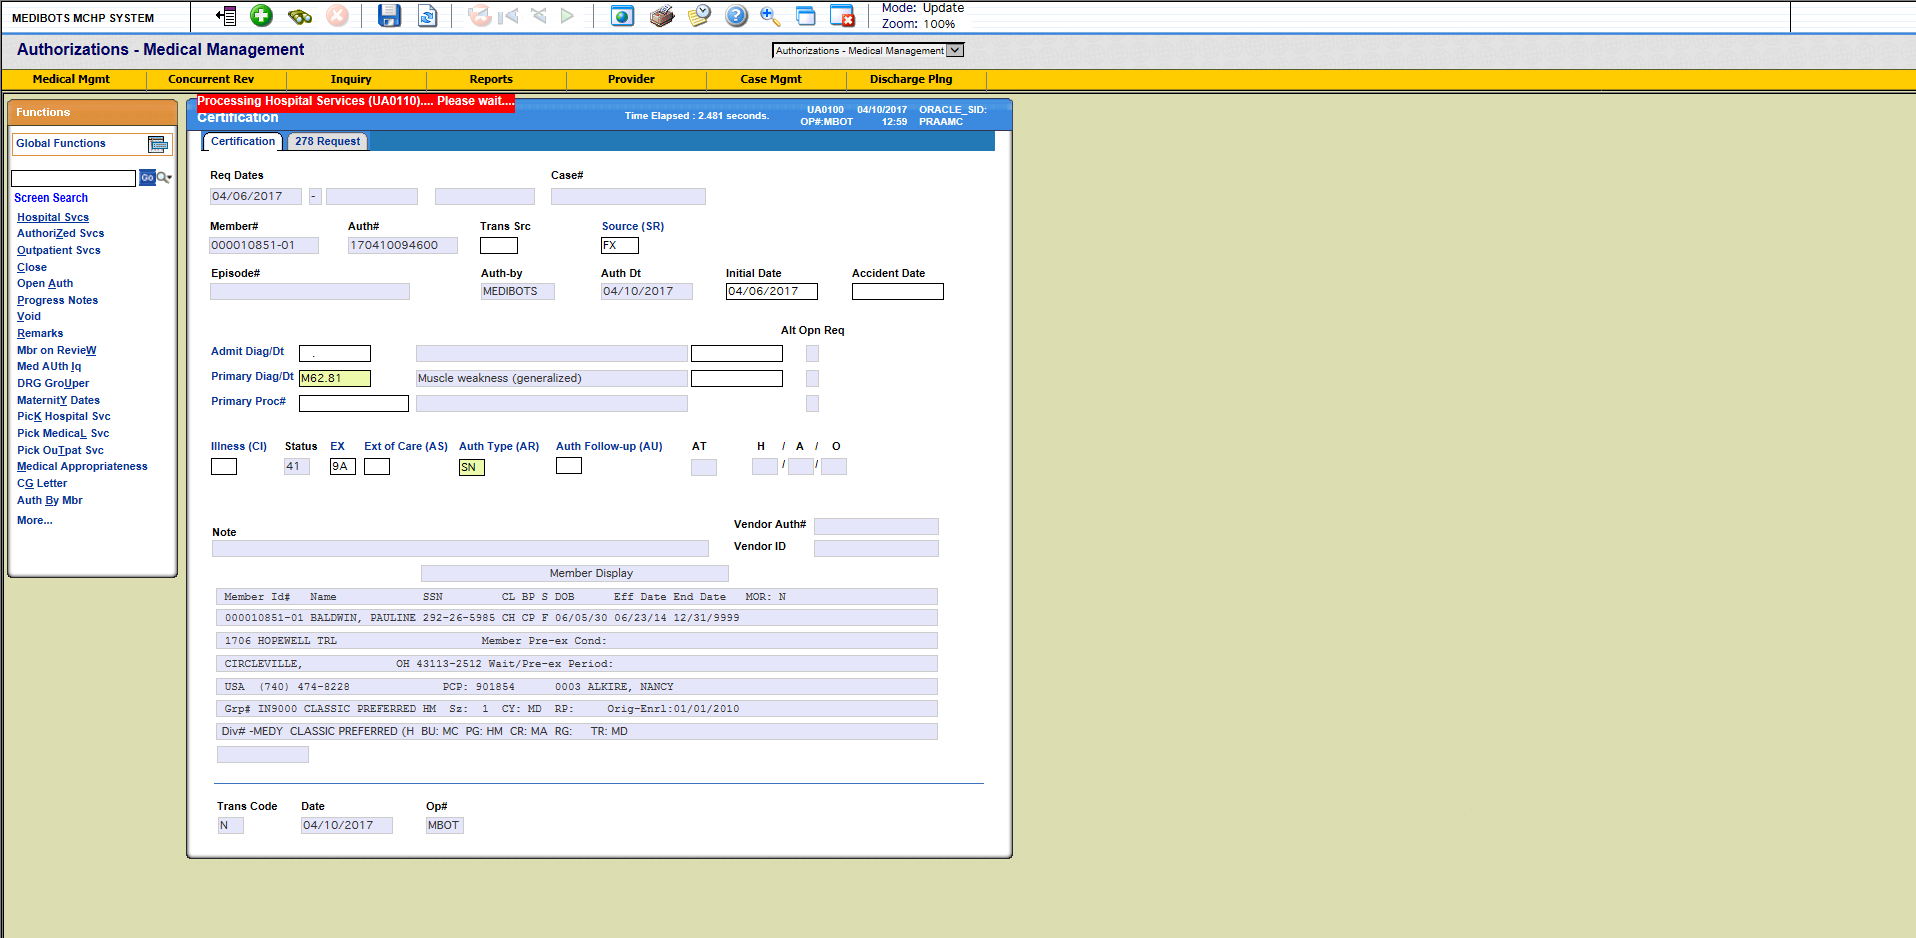 MEDIBOTS MCHP SYSTEM
Mode: Update
Zoom: 100%
Authorizations - Medical Management
Authorizations - Medical Management
Medical Mgmt Concurrent Rev Inquiry Reports Provider Case Mgmt Discharge Plng
Functions
Global Functions
Go
Screen Search
Hospital Svcs
AuthoriZed Svcs
Outpatient Svcs
Close
Open Auth
Progress Notes
Void
Remarks
Mbr on RevieW
Med AUth Iq
DRG GroUper
MaternitY Dates
PicK Hospital Svc
Pick MedicaL Svc
Pick OuTpat Svc
Medical Appropriateness
CG Letter
Auth By Mbr
More...
Processing Hospital Services (UA0110).... Please wait....
Certification
Time Elapsed : 2.481 seconds.
UA0100 04/10/2017 ORACLE_SID:
OP#:MBOT 12:59 PRAAMC
Certification 278 Request
Req Dates Case#
04/06/2017 -
Member# Auth# Trans Src Source (SR)
000010851-01 170410094600 FX
Episode# Auth-by Auth Dt Initial Date Accident Date
MEDIBOTS 04/10/2017 04/06/2017
Alt Opn Req
Admit Diag/Dt .
Primary Diag/Dt M62.81 Muscle weakness (generalized)
Primary Proc#
Illness (CI) Status EX Ext of Care (AS) Auth Type (AR) Auth Follow-up (AU) AT H / A / O
41 9A SN / /
Vendor Auth#
Note
Vendor ID
Member Display
Member Id# Name SSN CL BP S DOB Eff Date End Date MOR: N
000010851-01 BALDWIN, PAULINE 292-26-5985 CH CP F 06/05/30 06/23/14 12/31/9999
1706 HOPEWELL TRL Member Pre-ex Cond:
CIRCLEVILLE, OH 43113-2512 Wait/Pre-ex Period:
USA (740) 474-8228 PCP: 901854 0003 ALKIRE, NANCY
Grp# IN9000 CLASSIC PREFERRED HM Sz: 1 CY: MD RP: Orig-Enrl:01/01/2010
Div# -MEDY CLASSIC PREFERRED (H BU: MC PG: HM CR: MA RG: TR: MD
Trans Code Date Op#
N 04/10/2017 MBOT